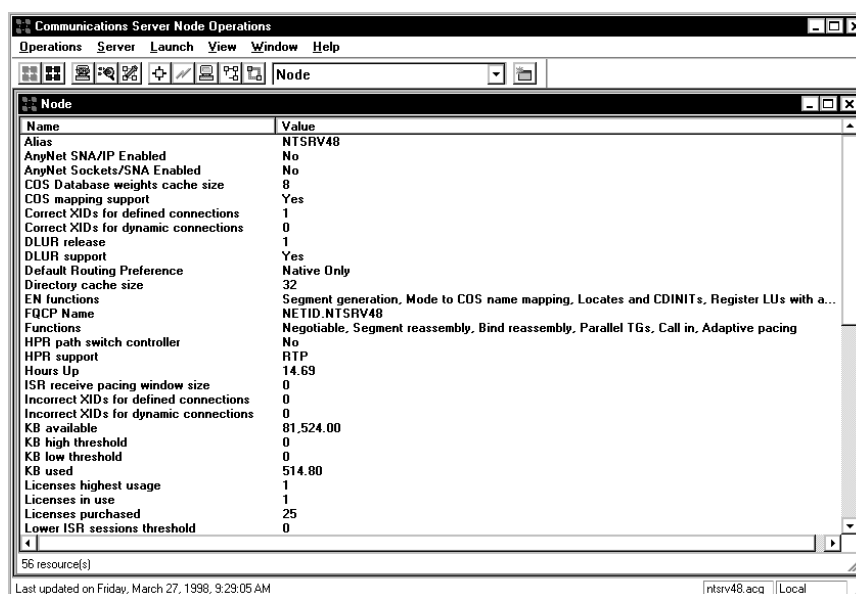 Communications Server Node Operations
Operations Server Launch View Window Help
Node
Node
Name Value
Alias NTSRV48
AnyNet SNA/IP Enabled No
AnyNet Sockets/SNA Enabled No
COS Database weights cache size 8
COS mapping support Yes
Correct XIDs for defined connections 1
Correct XIDs for dynamic connections 0
DLUR release 1
DLUR support Yes
Default Routing Preference Native Only
Directory cache size 32
EN functions Segment generation, Mode to COS name mapping, Locates and CDINITs, Register LUs with a...
FQCP Name NETID.NTSRV48
Functions Negotiable, Segment reassembly, Bind reassembly, Parallel TGs, Call in, Adaptive pacing
HPR path switch controller No
HPR support RTP
Hours Up 14.69
ISR receive pacing window size 0
Incorrect XIDs for defined connections 0
Incorrect XIDs for dynamic connections 0
KB available 81,524.00
KB high threshold 0
KB low threshold 0
KB used 514.80
Licenses highest usage 1
Licenses in use 1
Licenses purchased 25
Lower ISR sessions threshold 0
56 resource(s)
Last updated on Friday, March 27, 1998, 9:29:05 AM ntsrv48.acg Local